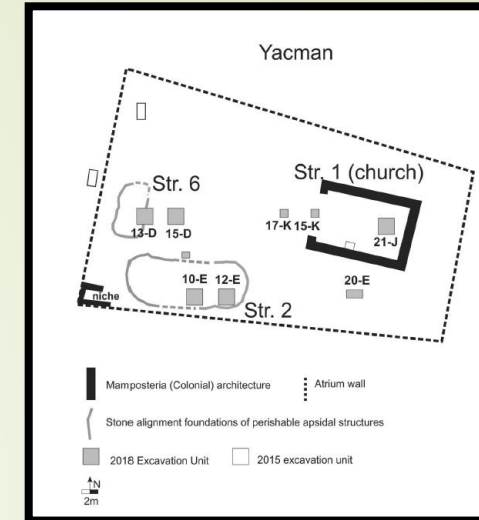 Yacman
Str. 6
Str. 1 (church)
13-D
15-D
17-K
15-K
21-J
10-E
12-E
20-E
niche
Str. 2
Mamposteria (Colonial) architecture
Atrium wall
Stone alignment foundations of perishable apsidal structures
2018 Excavation Unit
2015 excavation unit
N
2m